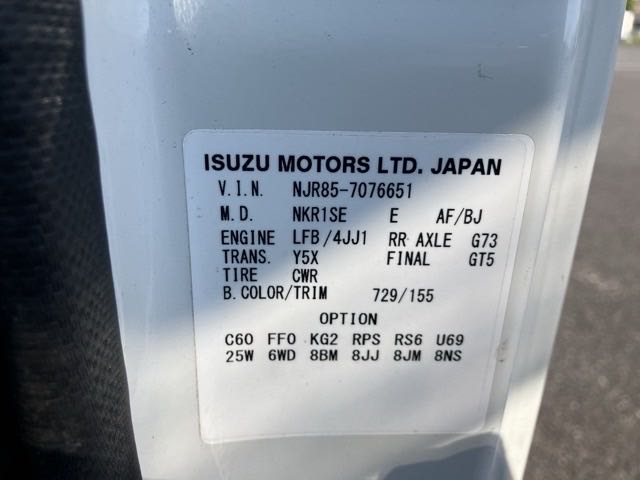 ISUZU MOTORS LTD. JAPAN
V.I.N. NJR85-7076651
M.D. NKR1SE E AF/BJ
ENGINE LFB/4JJ1 RR AXLE G73
TRANS. Y5X FINAL GT5
TIRE CWR
B.COLOR/TRIM 729/155
OPTION
C60 FF0 KG2 RPS RS6 U69
25W 6WD 8BM 8JJ 8JM 8NS